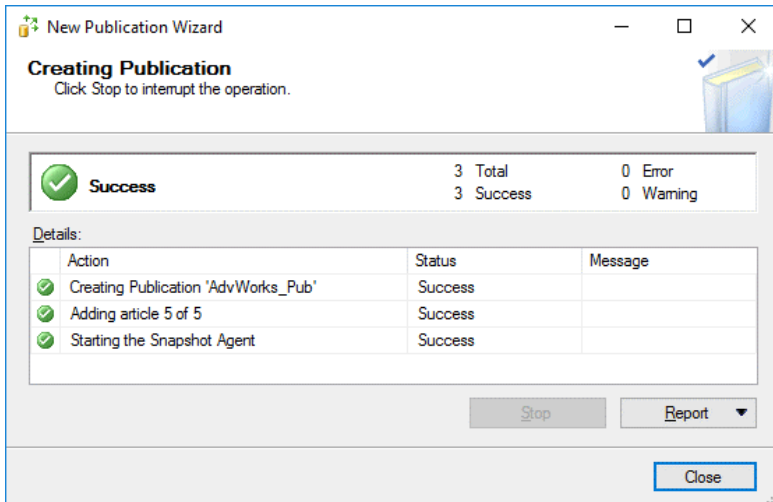 New Publication Wizard
Creating Publication
Click Stop to interrupt the operation.
Success 3 Total 0 Error
3 Success 0 Warning
Details:
Action Status Message
Creating Publication 'AdvWorks_Pub' Success
Adding article 5 of 5 Success
Starting the Snapshot Agent Success
Stop Report
Close